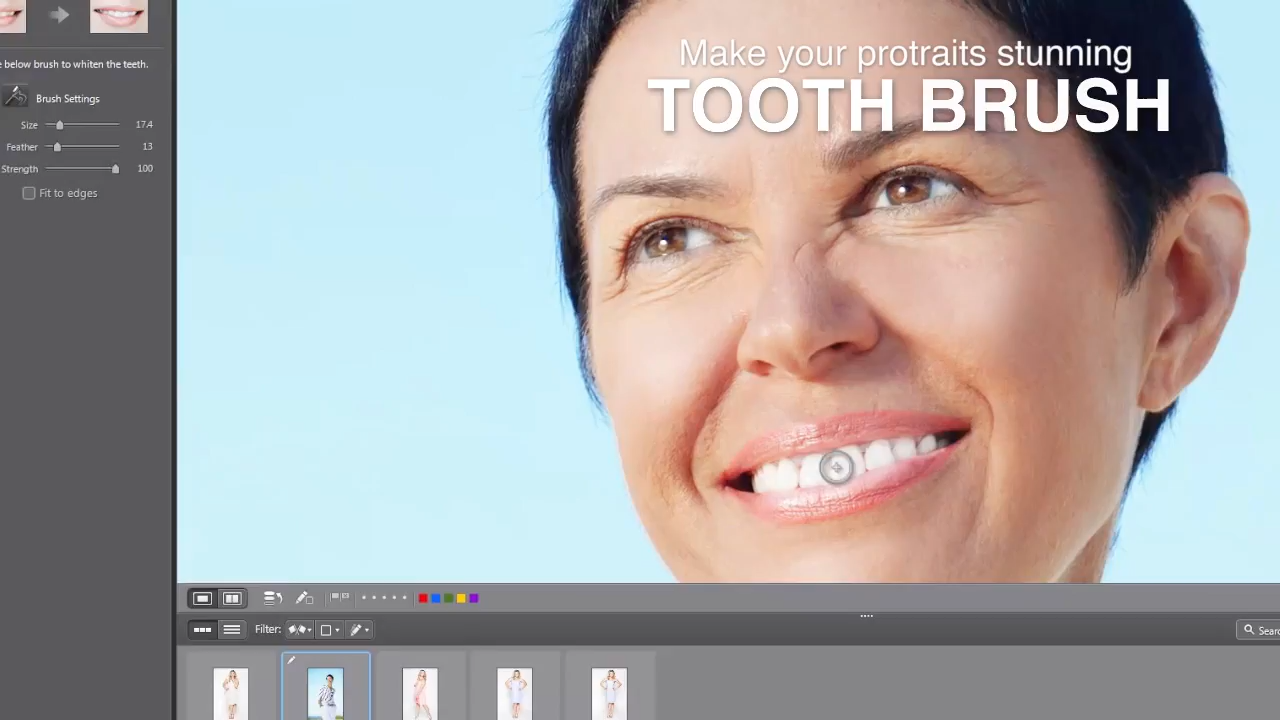 Make your protraits stunning
TOOTH BRUSH
e below brush to whiten the teeth.
Brush Settings
Size 17.4
Feather 13
Strength 100
Fit to edges
Filter:
Sear